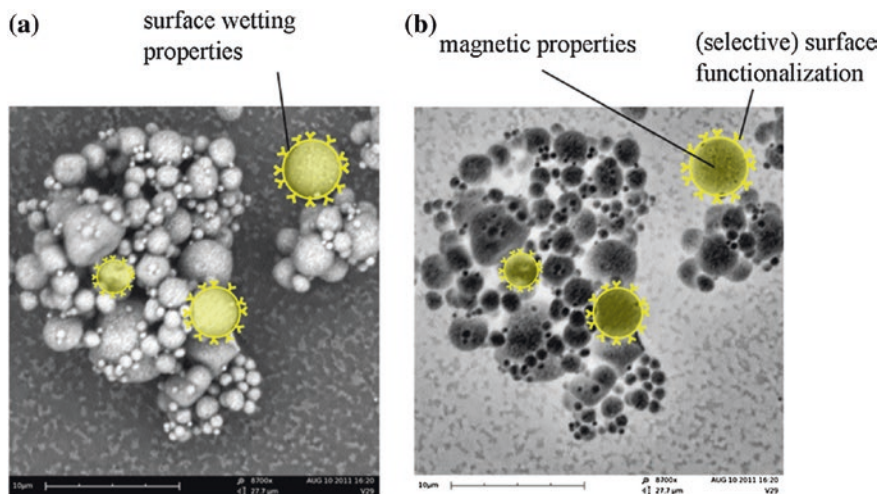 (a)
surface wetting
properties
(b)
magnetic properties
(selective) surface
functionalization
10µm
8700x
AUG 10 2011 16:20
27.7 µm
V29
10µm
8700x
AUG 10 2011 16:20
27.7 µm
V29